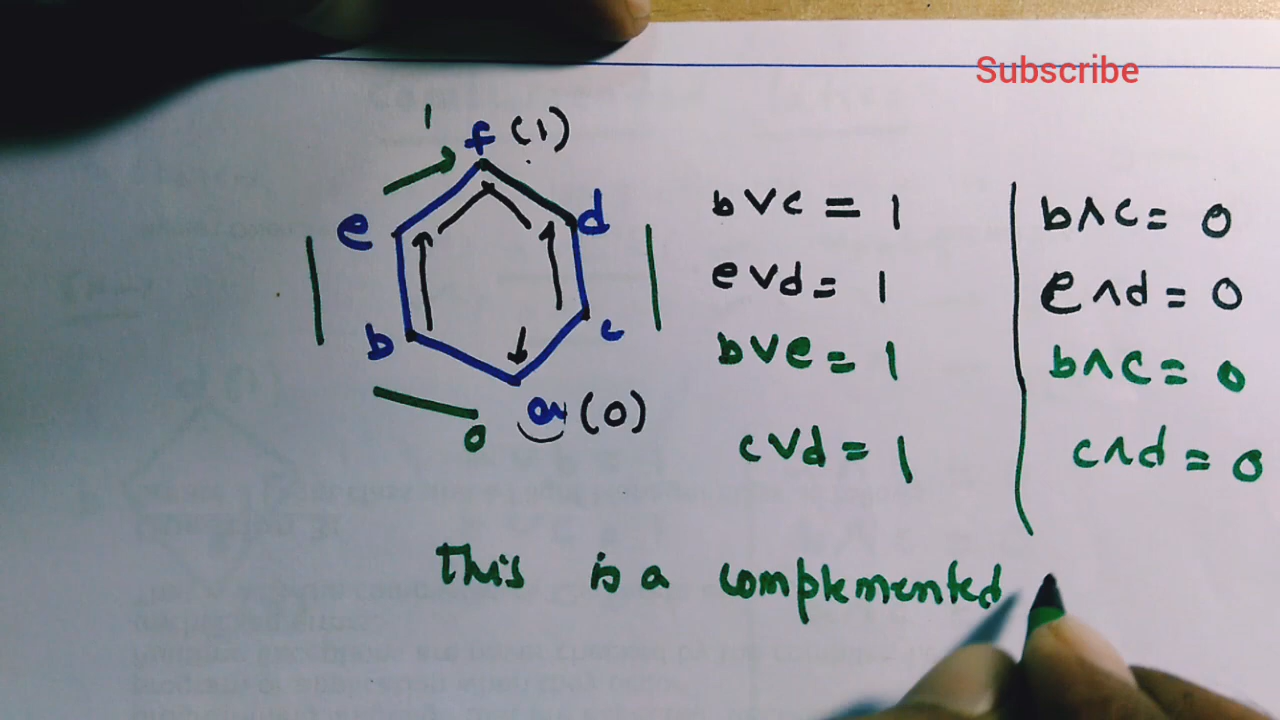 Subscribe
1
f (1)
e
d
b
c
a (0)
0
b∨c = 1
e∨d = 1
b∨e = 1
c∨d = 1
b∧c = 0
e∧d = 0
b∧c = 0
c∧d = 0
This is a complemented